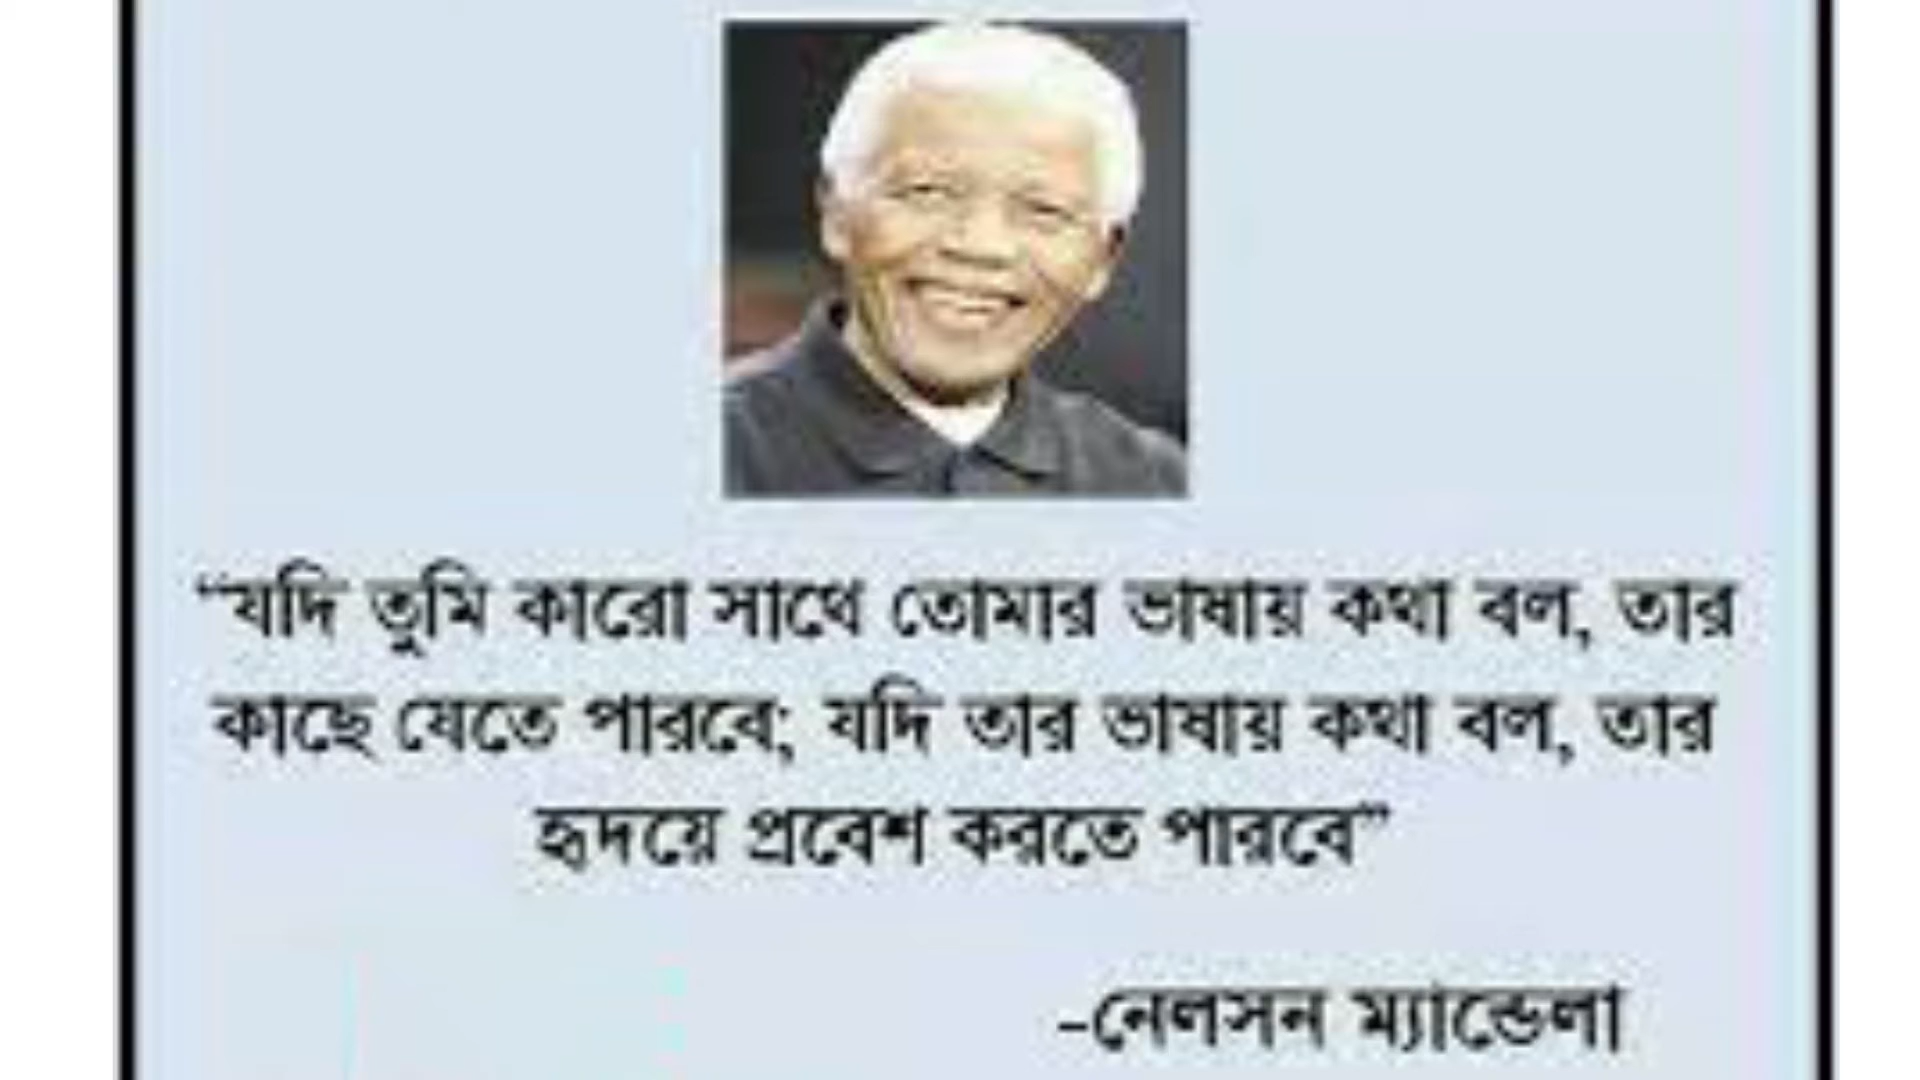 “যদি তুমি কারো সাথে তোমার ভাষায় কথা বল, তার
কাছে যেতে পারবে; যদি তার ভাষায় কথা বল, তার
হৃদয়ে প্রবেশ করতে পারবে”
-নেলসন ম্যান্ডেলা